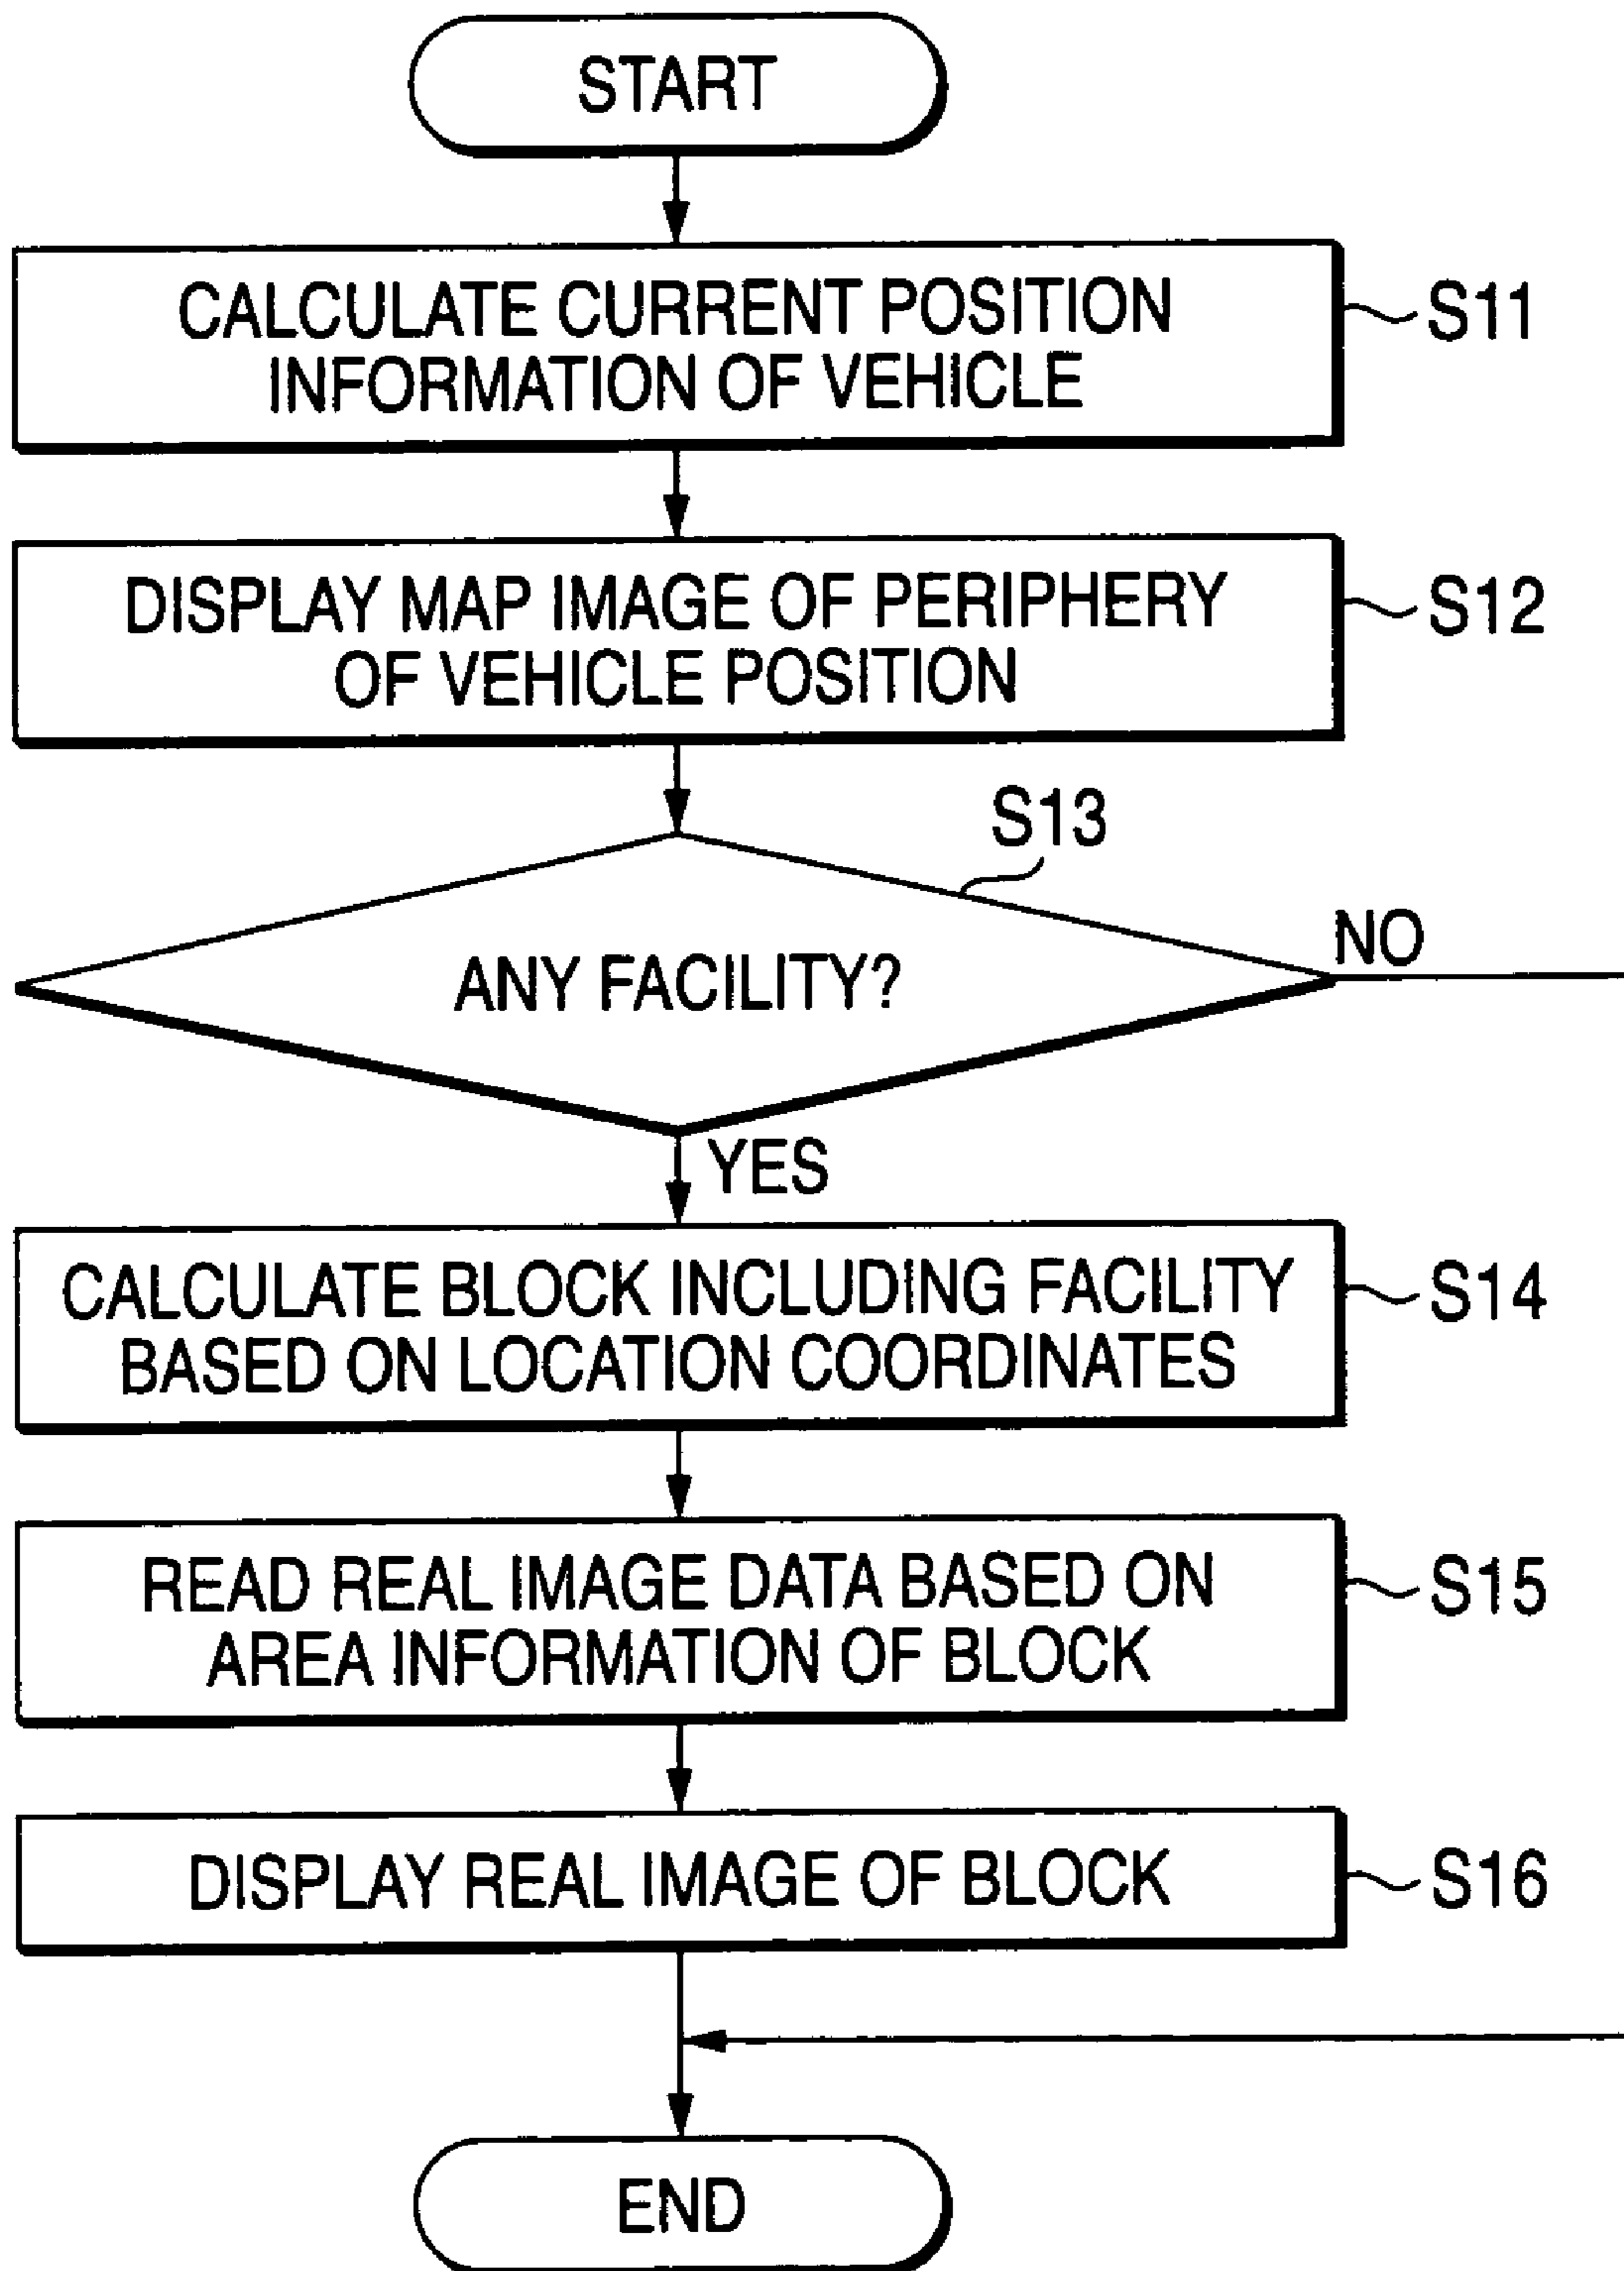 START
CALCULATE CURRENT POSITION
INFORMATION OF VEHICLE
S11
DISPLAY MAP IMAGE OF PERIPHERY
OF VEHICLE POSITION
S12
S13
ANY FACILITY?
NO
YES
CALCULATE BLOCK INCLUDING FACILITY
BASED ON LOCATION COORDINATES
S14
READ REAL IMAGE DATA BASED ON
AREA INFORMATION OF BLOCK
S15
DISPLAY REAL IMAGE OF BLOCK
S16
END